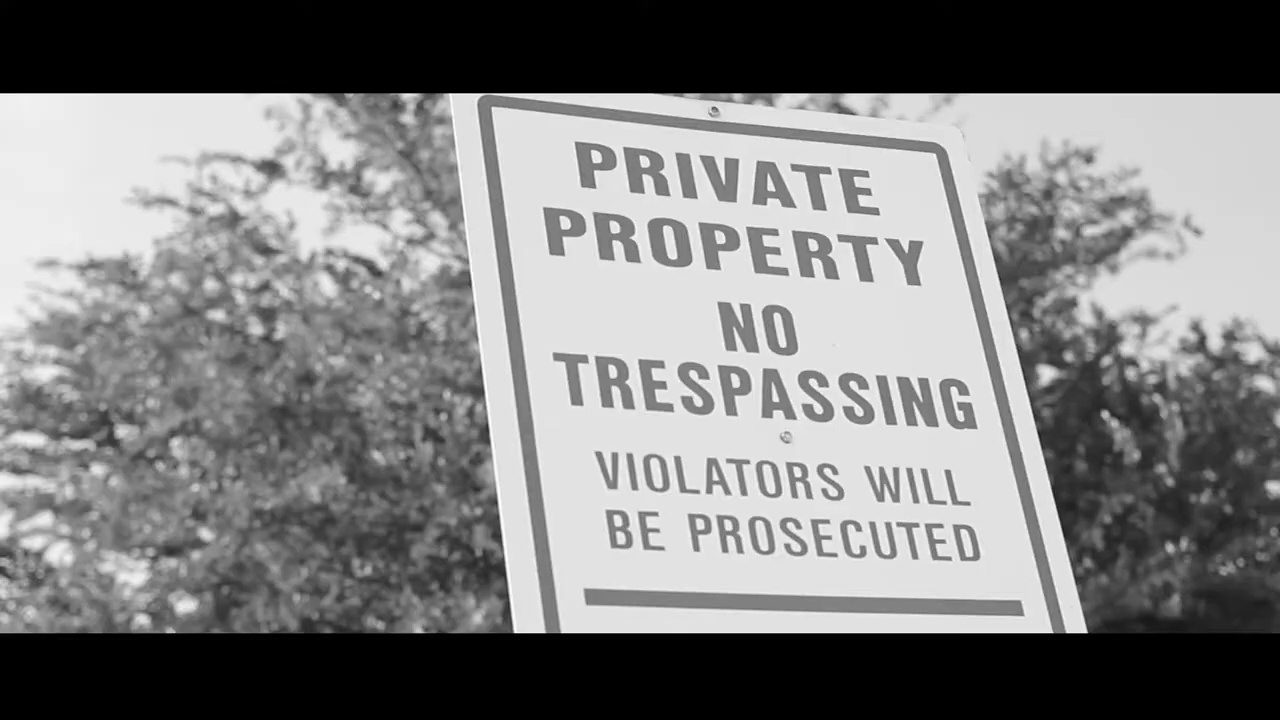 PRIVATE
PROPERTY
NO
TRESPASSING
VIOLATORS WILL
BE PROSECUTED